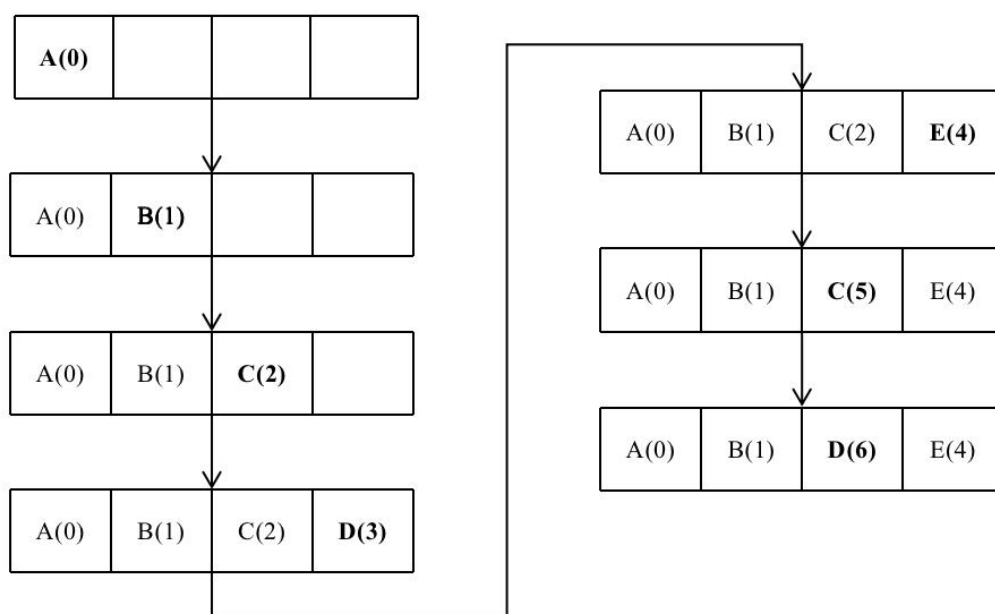 A(0)
A(0) B(1)
A(0) B(1) C(2)
A(0) B(1) C(2) D(3)
A(0) B(1) C(2) E(4)
A(0) B(1) C(5) E(4)
A(0) B(1) D(6) E(4)